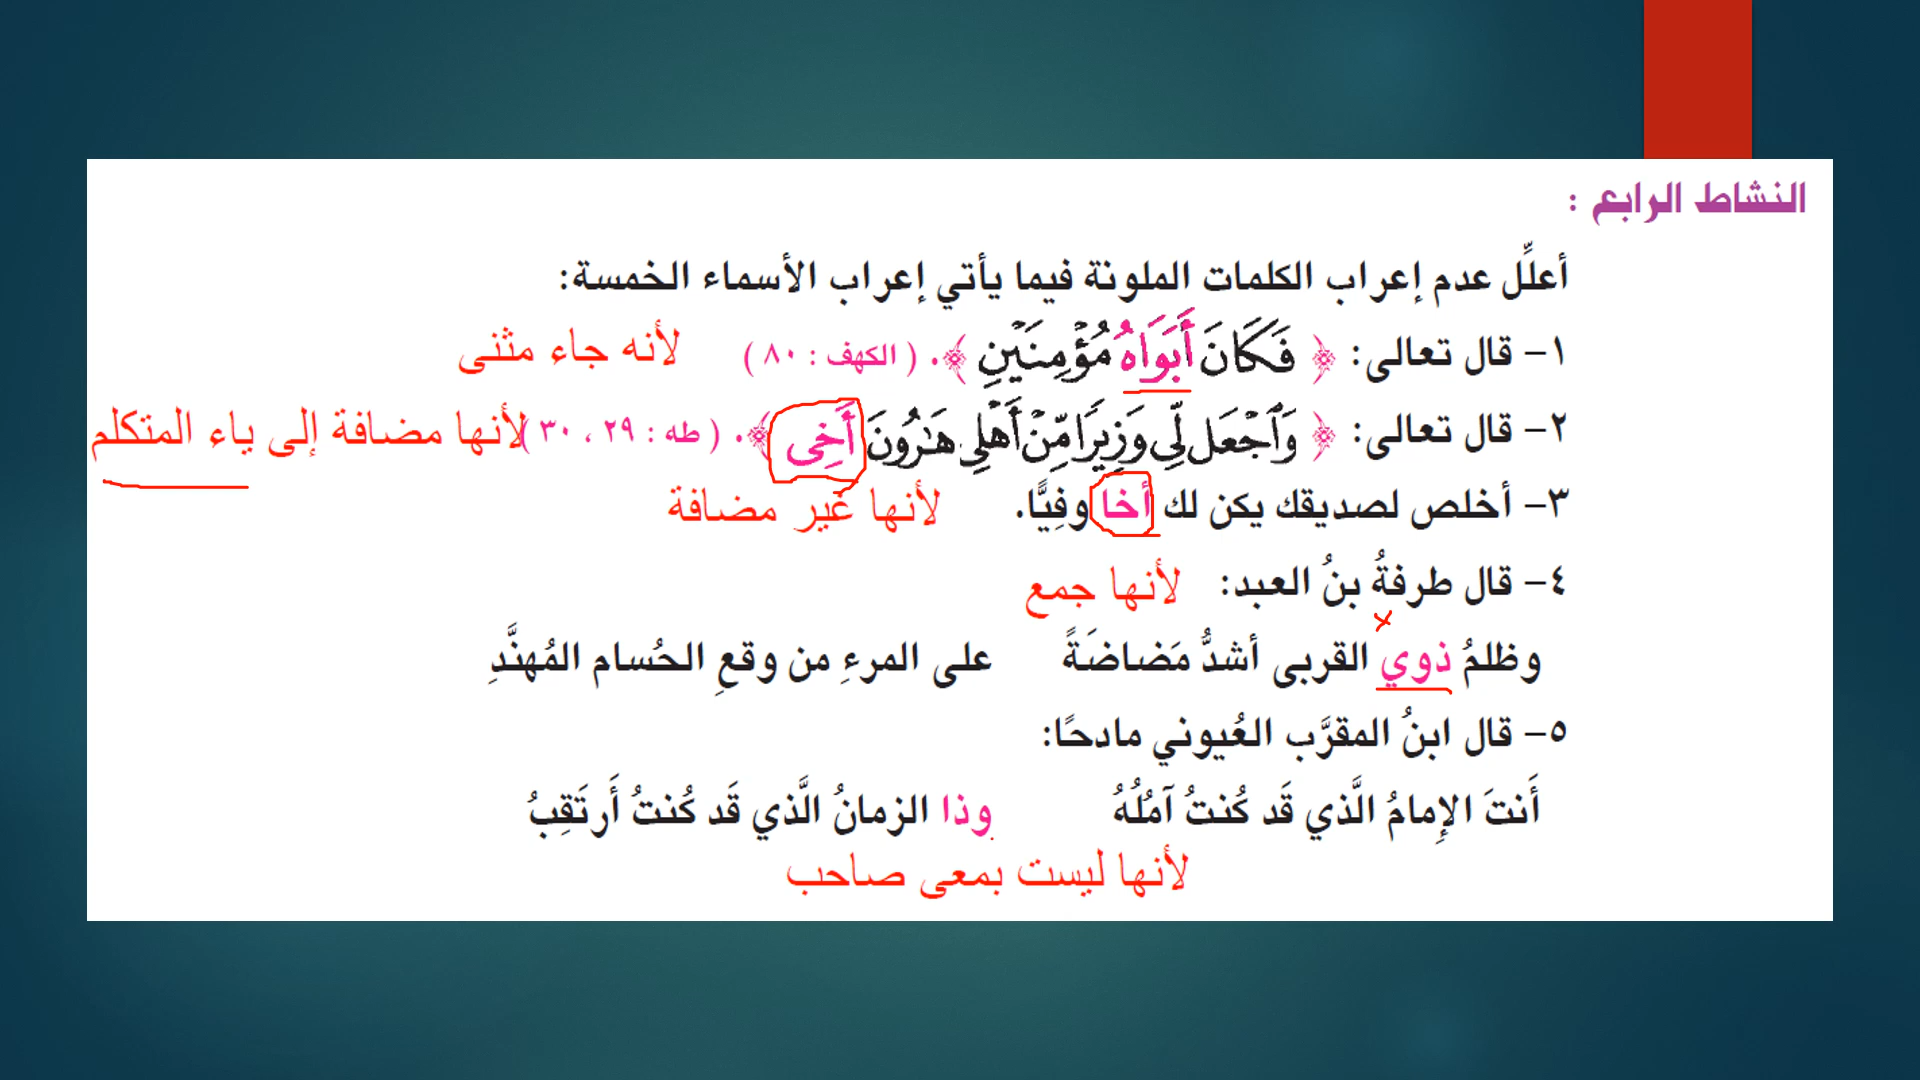 النشاط الرابع :
أعلِّل عدم إعراب الكلمات الملونة فيما يأتي إعراب الأسماء الخمسة:
١- قال تعالى: ﴿ فَكَانَ أَبَوَاهُ مُؤْمِنَيْنِ ﴾. ( الكهف : ٨٠ ) لأنه جاء مثنى
٢- قال تعالى: ﴿ وَٱجْعَل لِّي وَزِيرًا مِّنْ أَهْلِي هَٰرُونَ أَخِي ﴾. ( طه : ٢٩ ، ٣٠ ) لأنها مضافة إلى ياء المتكلم
٣- أخلص لصديقك يكن لك أخا وفِيًّا. لأنها غير مضافة
٤- قال طرفةُ بنُ العبد: لأنها جمع
وظلمُ ذوي القربى أشدُّ مَضاضَةً على المرءِ من وقعِ الحُسام المُهنَّدِ
٥- قال ابنُ المقرَّب العُيوني مادحًا:
أَنتَ الإِمامُ الَّذي قَد كُنتُ آمُلُهُ وذا الزمانُ الَّذي قَد كُنتُ أَرتَقِبُ
لأنها ليست بمعى صاحب